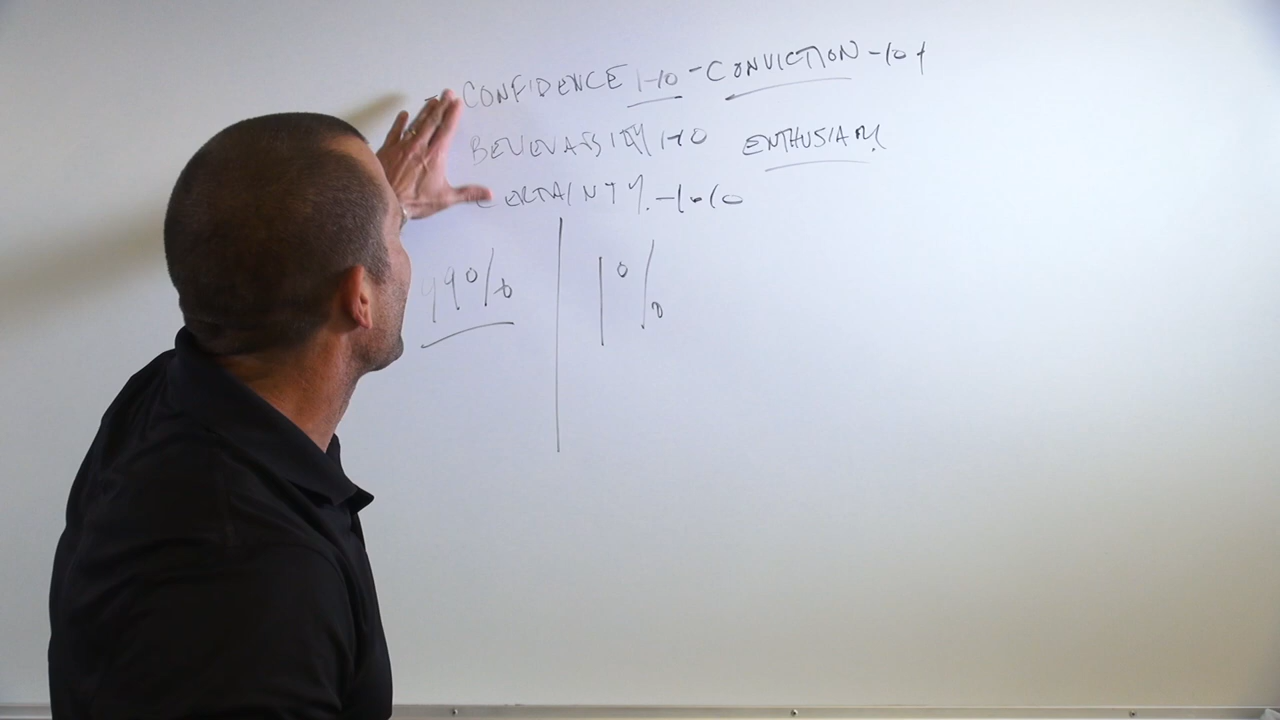 - CONFIDENCE 1-10 - CONVICTION - 10+
BELIEVABILITY 1-10 ENTHUSIASM
CERTAINTY. - 1-10
99% | 1%